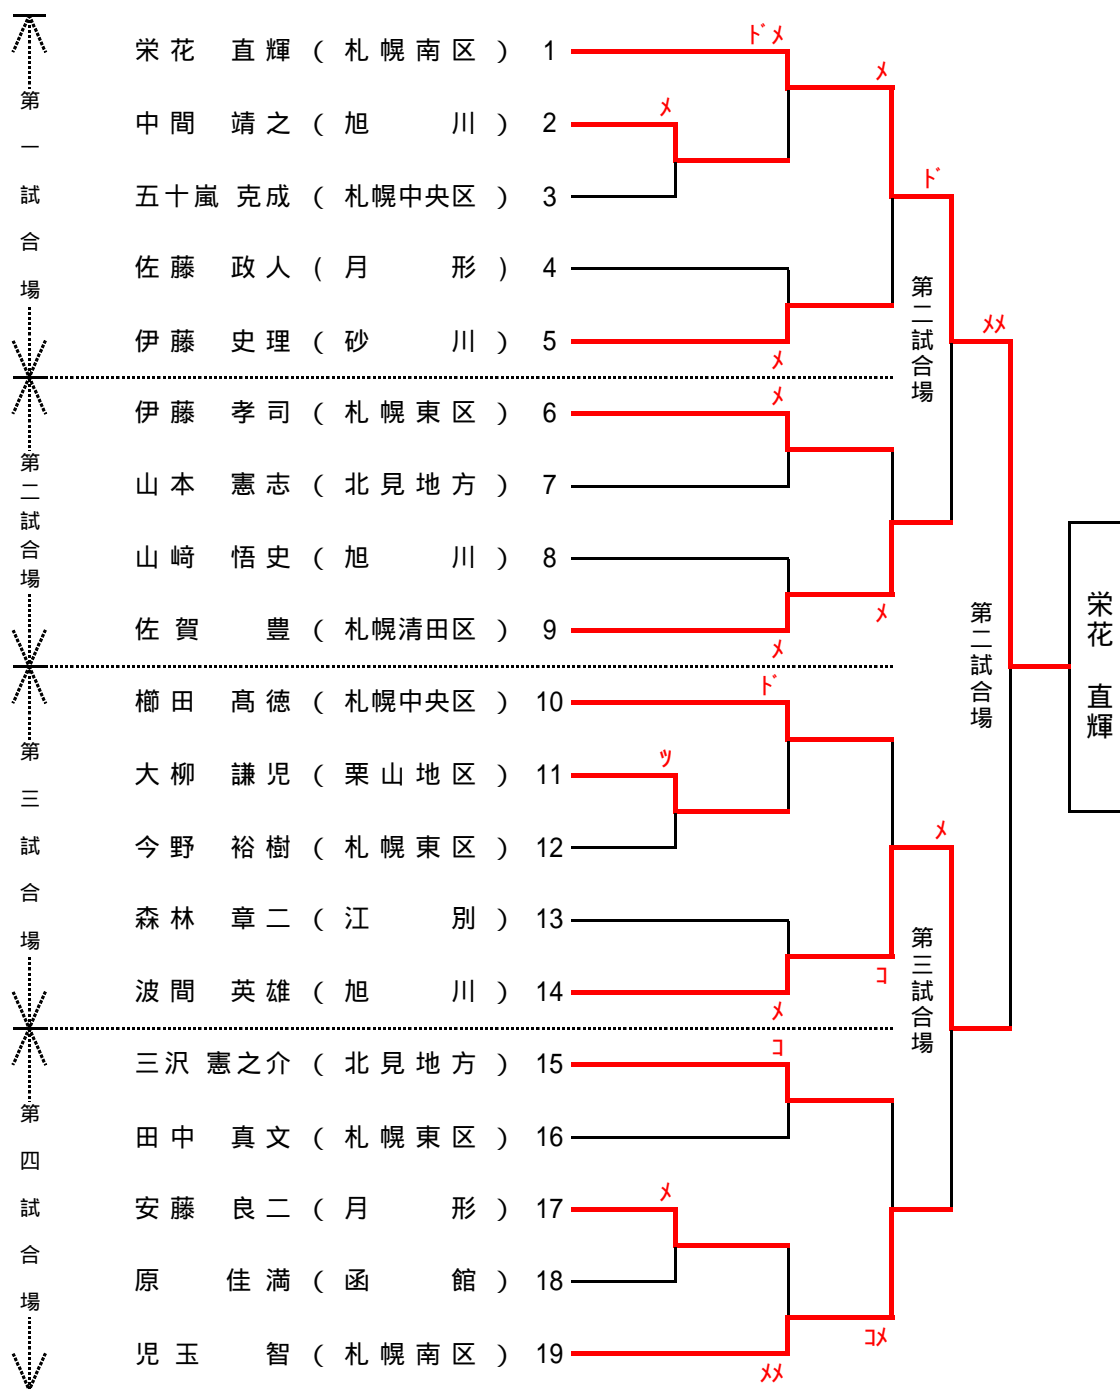 ﾄﾞﾒ
栄花 直輝 ( 札幌南区 ) 1
ﾒ
ﾒ
中間 靖之 ( 旭川 ) 2
五十嵐 克成 ( 札幌中央区 ) 3
ﾄﾞ
佐藤 政人 ( 月形 ) 4
伊藤 史理 ( 砂川 ) 5
ﾒ
第一試合場
第二試合場
ﾒﾒ
ﾒ
伊藤 孝司 ( 札幌東区 ) 6
山本 憲志 ( 北見地方 ) 7
山﨑 悟史 ( 旭川 ) 8
佐賀 豊 ( 札幌清田区 ) 9
ﾒ
ﾒ
第二試合場
第二試合場
栄花 直輝
ﾄﾞ
櫛田 髙徳 ( 札幌中央区 ) 10
ﾂ
大柳 謙児 ( 栗山地区 ) 11
今野 裕樹 ( 札幌東区 ) 12
ﾒ
森林 章二 ( 江別 ) 13
波間 英雄 ( 旭川 ) 14
ｺ
ﾒ
第三試合場
第三試合場
ｺ
三沢 憲之介 ( 北見地方 ) 15
田中 真文 ( 札幌東区 ) 16
ﾒ
安藤 良二 ( 月形 ) 17
原 佳満 ( 函館 ) 18
児玉 智 ( 札幌南区 ) 19
ｺﾒ
ﾒﾒ
第四試合場